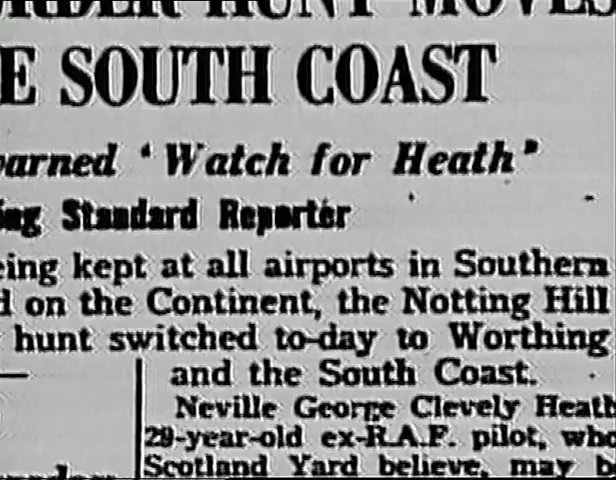 RDER HUNT MOVES
E SOUTH COAST
arned 'Watch for Heath'
ing Standard Reporter
eing kept at all airports in Southern
d on the Continent, the Notting Hill
hunt switched to-day to Worthing
and the South Coast.
Neville George Clevely Heath
29-year-old ex-R.A.F. pilot, who
Scotland Yard believe, may b